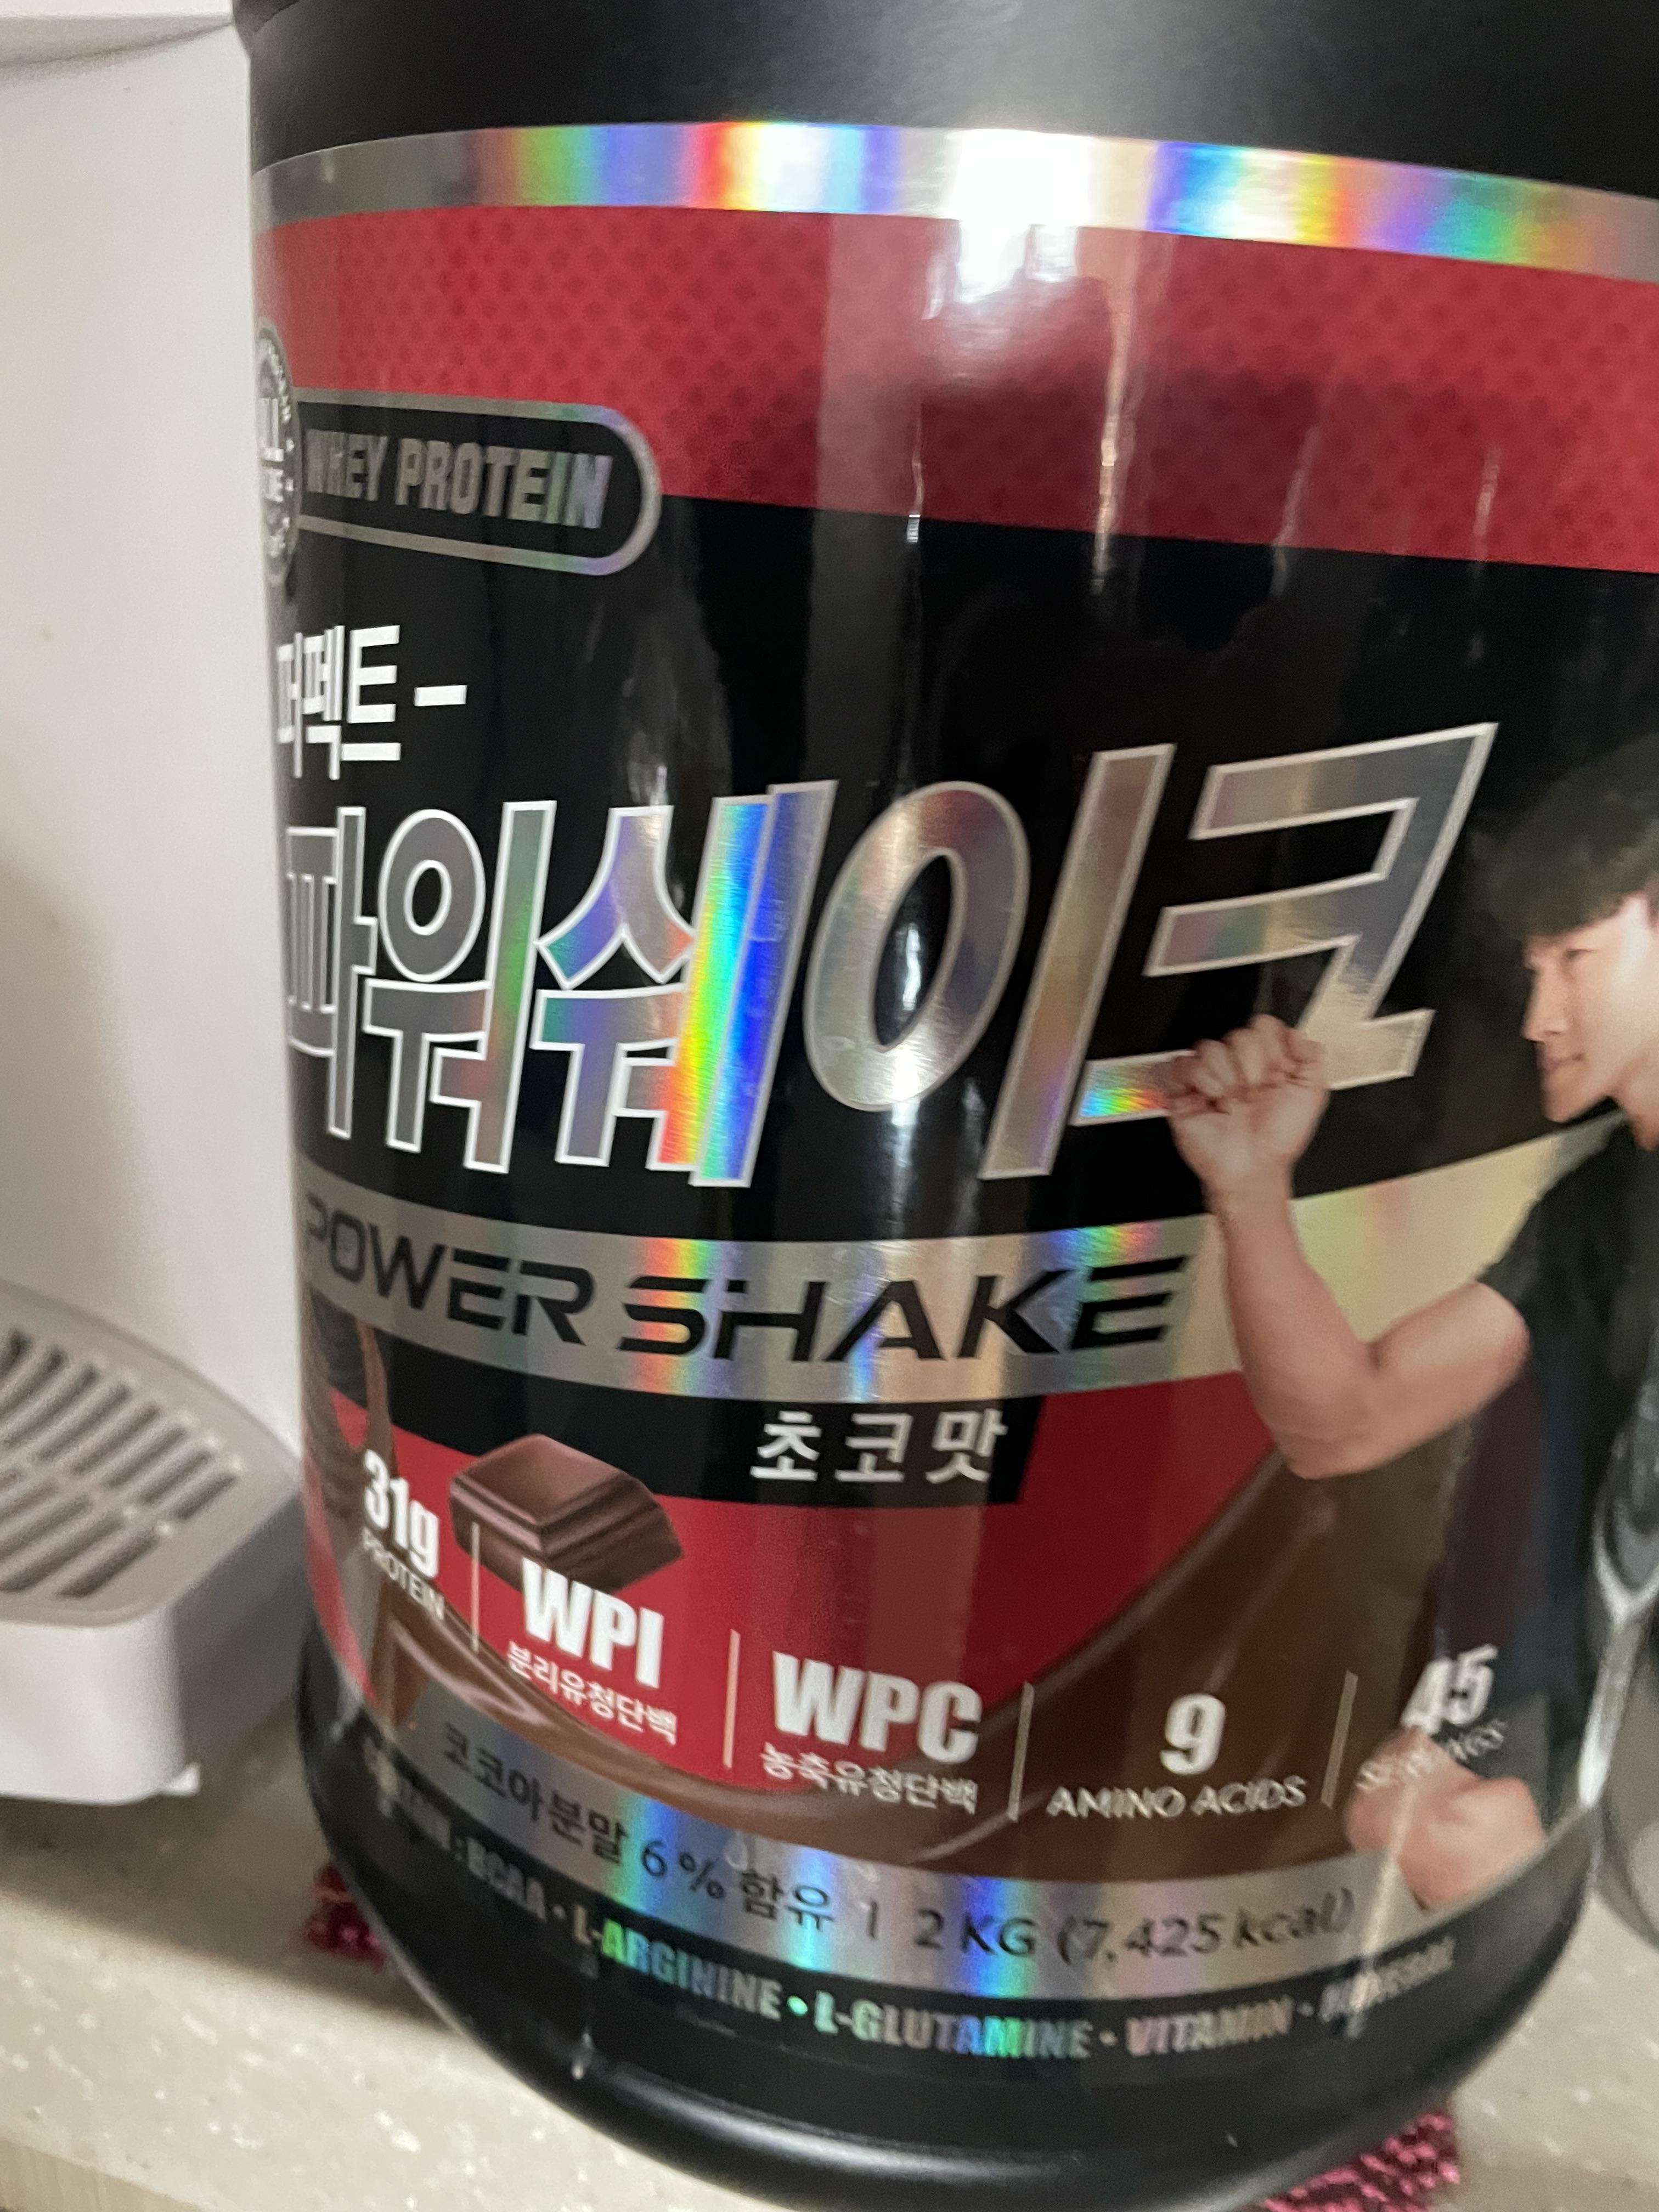 WHEY PROTEIN
퍼펙트-
파워쉐이크
POWER SHAKE
초코맛
31g
PROTEIN
WPI
분리유청단백
WPC
농축유청단백
9
AMINO ACIDS
45
코코아분말 6% 함유 | 2KG (7,425 kcal)
BCAA · L-ARGININE · L-GLUTAMINE · VITAMIN ·